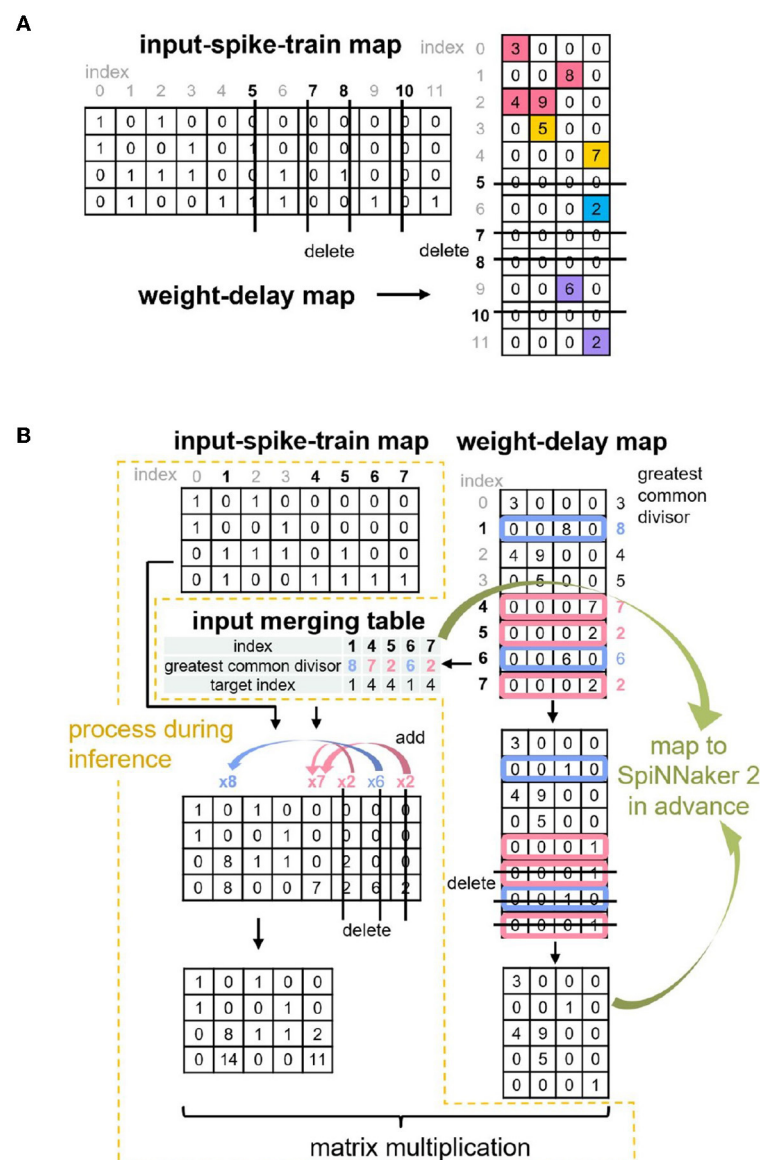 A
input-spike-train map
index
0 1 2 3 4 5 6 7 8 9 10 11
1 0 1 0 0 0 0 0 0 0 0 0
1 0 0 1 0 1 0 0 0 0 0 0
0 1 1 1 0 0 1 0 1 0 0 0
0 1 0 0 1 1 1 0 0 1 0 1
delete
delete
weight-delay map
index
0 3 0 0 0
1 0 0 8 0
2 4 9 0 0
3 0 5 0 0
4 0 0 0 7
5 0 0 0 0
6 0 0 0 2
7 0 0 0 0
8 0 0 0 0
9 0 0 6 0
10 0 0 0 0
11 0 0 0 2
B
input-spike-train map
index 0 1 2 3 4 5 6 7
1 0 1 0 0 0 0 0
1 0 0 1 0 0 0 0
0 1 1 1 0 1 0 0
0 1 0 0 1 1 1 1
weight-delay map
index
greatest
common
divisor
0 3 0 0 0 3
1 0 0 8 0 8
2 4 9 0 0 4
3 0 5 0 0 5
4 0 0 0 7 7
5 0 0 0 2 2
6 0 0 6 0 6
7 0 0 0 2 2
input merging table
index 1 4 5 6 7
greatest common divisor 8 7 2 6 2
target index 1 4 4 1 4
process during
inference
add
x8 x7 x2 x6 x2
1 0 1 0 0 0 0 0
1 0 0 1 0 0 0 0
0 8 1 1 0 2 0 0
0 8 0 0 7 2 6 2
delete
1 0 1 0 0
1 0 0 1 0
0 8 1 1 2
0 14 0 0 11
3 0 0 0
0 0 1 0
4 9 0 0
0 5 0 0
0 0 0 1
0 0 0 1
0 0 1 0
0 0 0 1
delete
map to
SpiNNaker 2
in advance
3 0 0 0
0 0 1 0
4 9 0 0
0 5 0 0
0 0 0 1
matrix multiplication